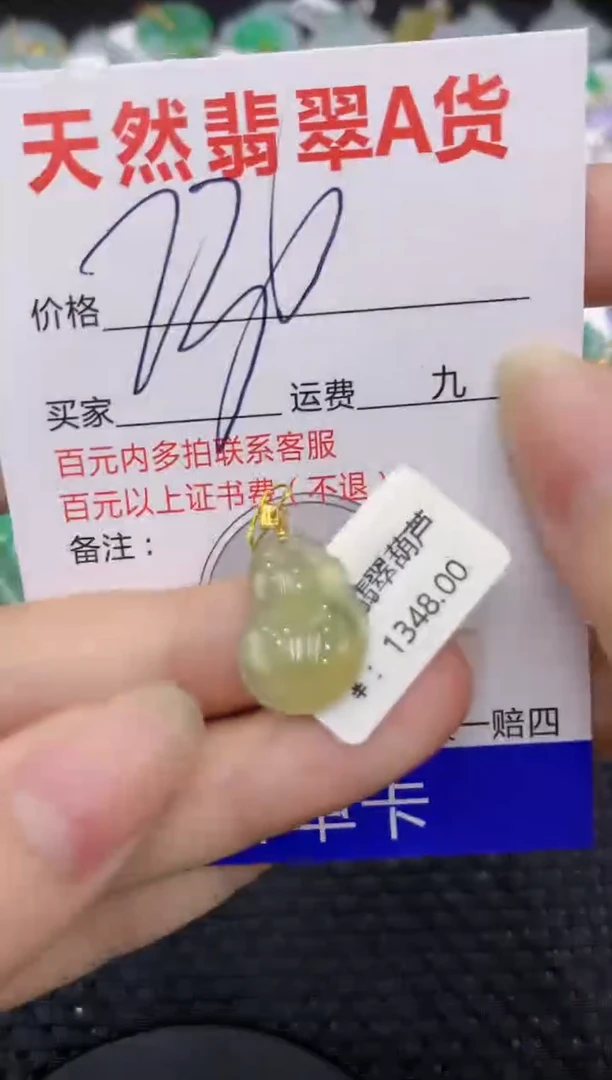 天然翡翠A货
价格
买家 运费 九
百元内多拍联系客服
百元以上证书费(不退)
备注:
翡翠葫芦
¥: 1348.00
一赔四
卡